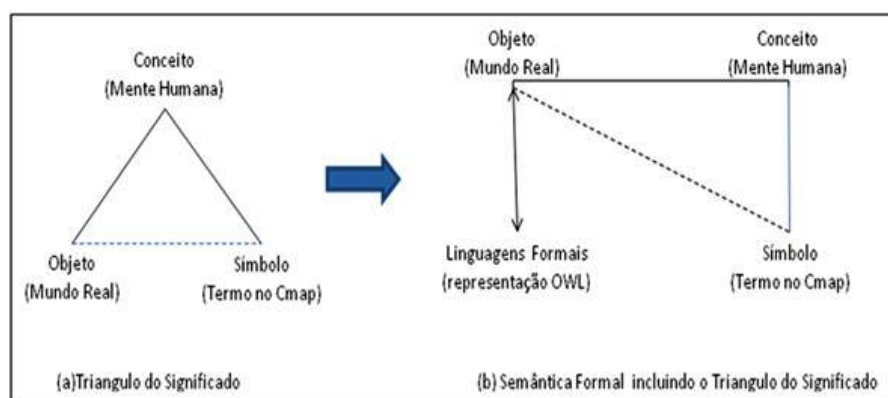 Conceito
(Mente Humana)
Objeto
(Mundo Real)
Símbolo
(Termo no Cmap)
(a)Triangulo do Significado
Objeto
(Mundo Real)
Conceito
(Mente Humana)
Linguagens Formais
(representação OWL)
Símbolo
(Termo no Cmap)
(b) Semântica Formal incluindo o Triangulo do Significado